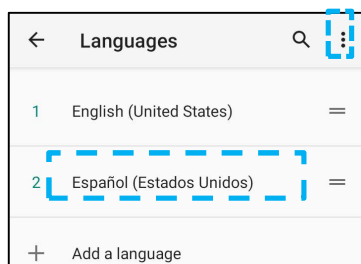 Languages
1 English (United States)
2 Español (Estados Unidos)
Add a language